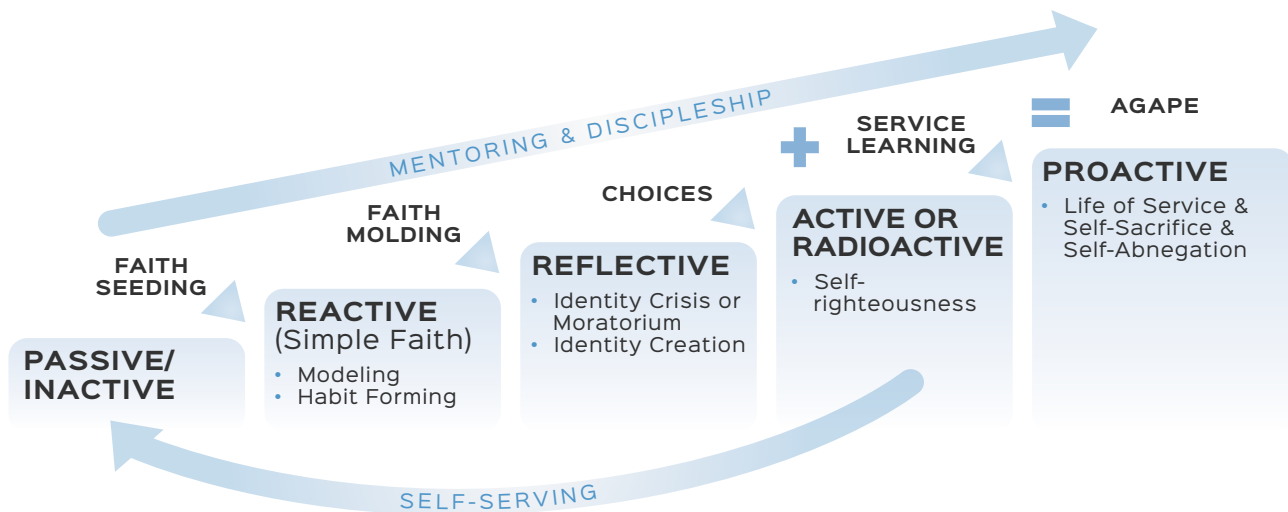 MENTORING & DISCIPLESHIP
FAITH
SEEDING
PASSIVE/
INACTIVE
FAITH
MOLDING
REACTIVE
(Simple Faith)
• Modeling
• Habit Forming
CHOICES
REFLECTIVE
• Identity Crisis or
Moratorium
• Identity Creation
+
SERVICE
LEARNING
ACTIVE OR
RADIOACTIVE
• Self-
righteousness
=
AGAPE
PROACTIVE
• Life of Service &
Self-Sacrifice &
Self-Abnegation
SELF-SERVING